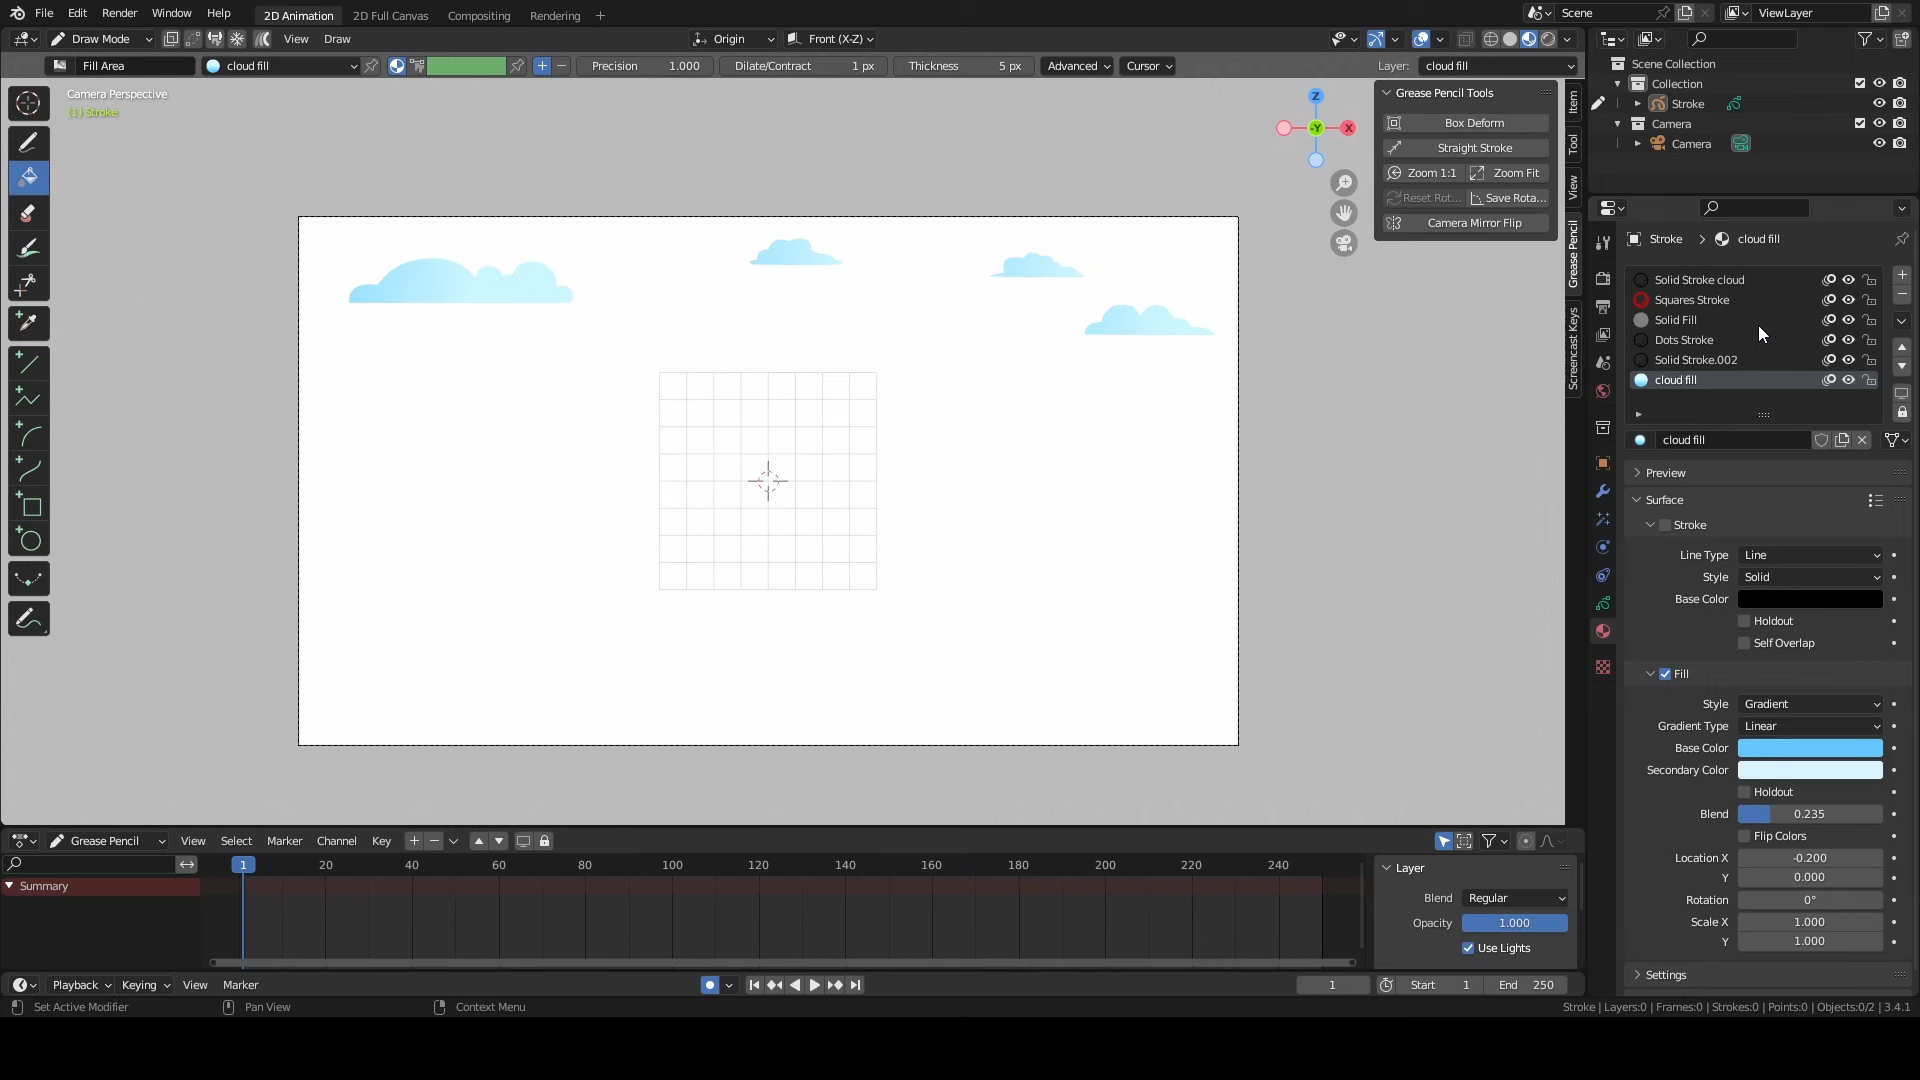 File Edit Render Window Help 2D Animation 2D Full Canvas Compositing Rendering + Scene ViewLayer
Draw Mode View Draw Origin Front (X-Z)
Fill Area cloud fill Precision 1.000 Dilate/Contract 1 px Thickness 5 px Advanced Cursor Layer: cloud fill
Camera Perspective
(1) Stroke
Z
X
-Y
Grease Pencil Tools
Box Deform
Straight Stroke
Zoom 1:1 Zoom Fit
Reset Rot... Save Rota...
Camera Mirror Flip
Item
Tool
View
Grease Pencil
Screencast Keys
Scene Collection
Collection
Stroke
Camera
Camera
Stroke cloud fill
Solid Stroke cloud
Squares Stroke
Solid Fill
Dots Stroke
Solid Stroke.002
cloud fill
cloud fill
Preview
Surface
Stroke
Line Type Line
Style Solid
Base Color
Holdout
Self Overlap
Fill
Style Gradient
Gradient Type Linear
Base Color
Secondary Color
Holdout
Blend 0.235
Flip Colors
Location X -0.200
Y 0.000
Rotation 0°
Scale X 1.000
Y 1.000
Settings
Grease Pencil View Select Marker Channel Key
1 20 40 60 80 100 120 140 160 180 200 220 240
Summary
Layer
Blend Regular
Opacity 1.000
Use Lights
Playback Keying View Marker 1 Start 1 End 250
Set Active Modifier Pan View Context Menu Stroke | Layers:0 | Frames:0 | Strokes:0 | Points:0 | Objects:0/2 | 3.4.1